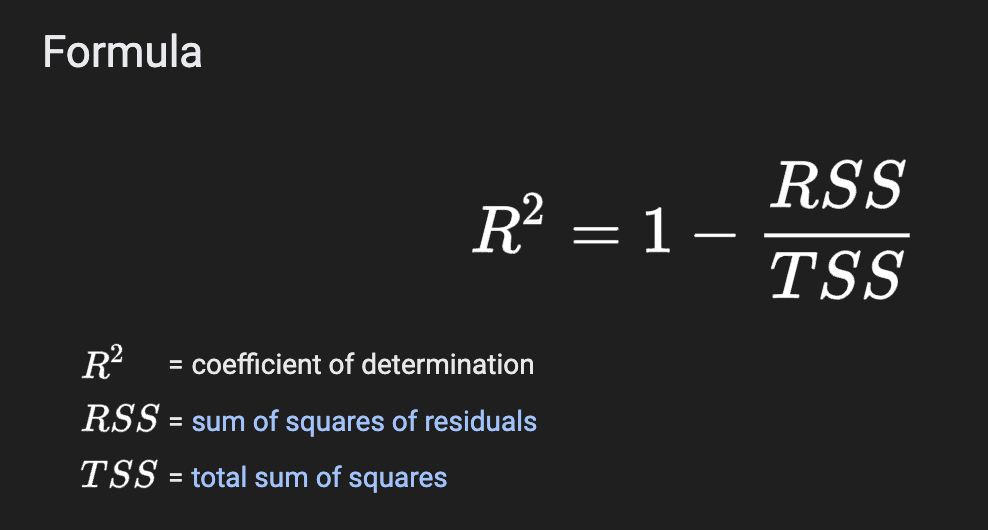 Formula
R² = 1 − RSS/TSS
R² = coefficient of determination
RSS = sum of squares of residuals
TSS = total sum of squares